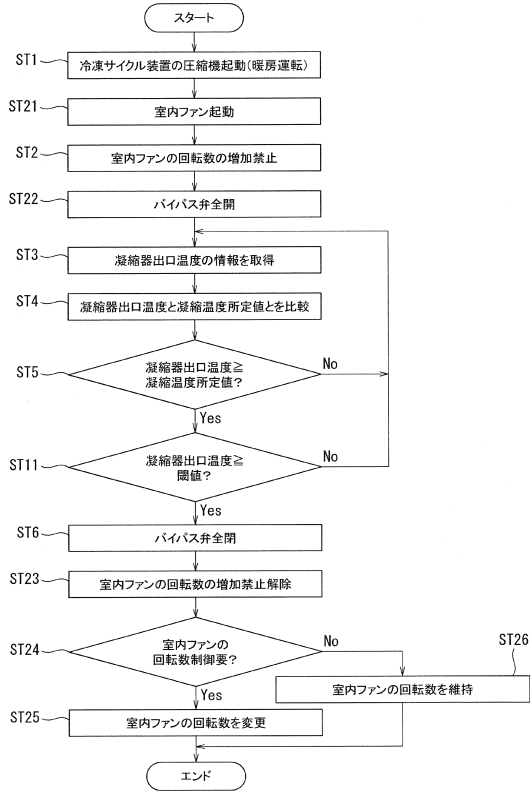 スタート
ST1
冷凍サイクル装置の圧縮機起動(暖房運転)
ST21
室内ファン起動
ST2
室内ファンの回転数の増加禁止
ST22
バイパス弁全開
ST3
凝縮器出口温度の情報を取得
ST4
凝縮器出口温度と凝縮温度所定値とを比較
ST5
凝縮器出口温度≧
凝縮温度所定値?
No
Yes
ST11
凝縮器出口温度≧
閾値?
No
Yes
ST6
バイパス弁全閉
ST23
室内ファンの回転数の増加禁止解除
ST24
室内ファンの
回転数制御要?
No
Yes
ST26
室内ファンの回転数を維持
ST25
室内ファンの回転数を変更
エンド